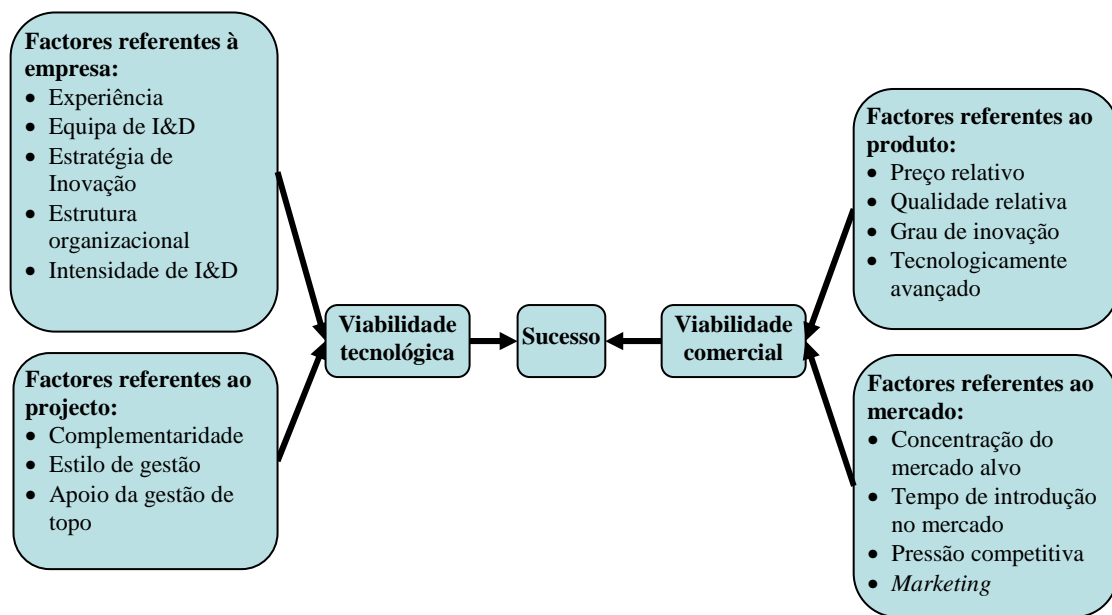 Factores referentes à
empresa:
• Experiência
• Equipa de I&D
• Estratégia de
Inovação
• Estrutura
organizacional
• Intensidade de I&D
Factores referentes ao
projecto:
• Complementaridade
• Estilo de gestão
• Apoio da gestão de
topo
Viabilidade
tecnológica
Sucesso
Viabilidade
comercial
Factores referentes ao
produto:
• Preço relativo
• Qualidade relativa
• Grau de inovação
• Tecnologicamente
avançado
Factores referentes ao
mercado:
• Concentração do
mercado alvo
• Tempo de introdução
no mercado
• Pressão competitiva
• Marketing